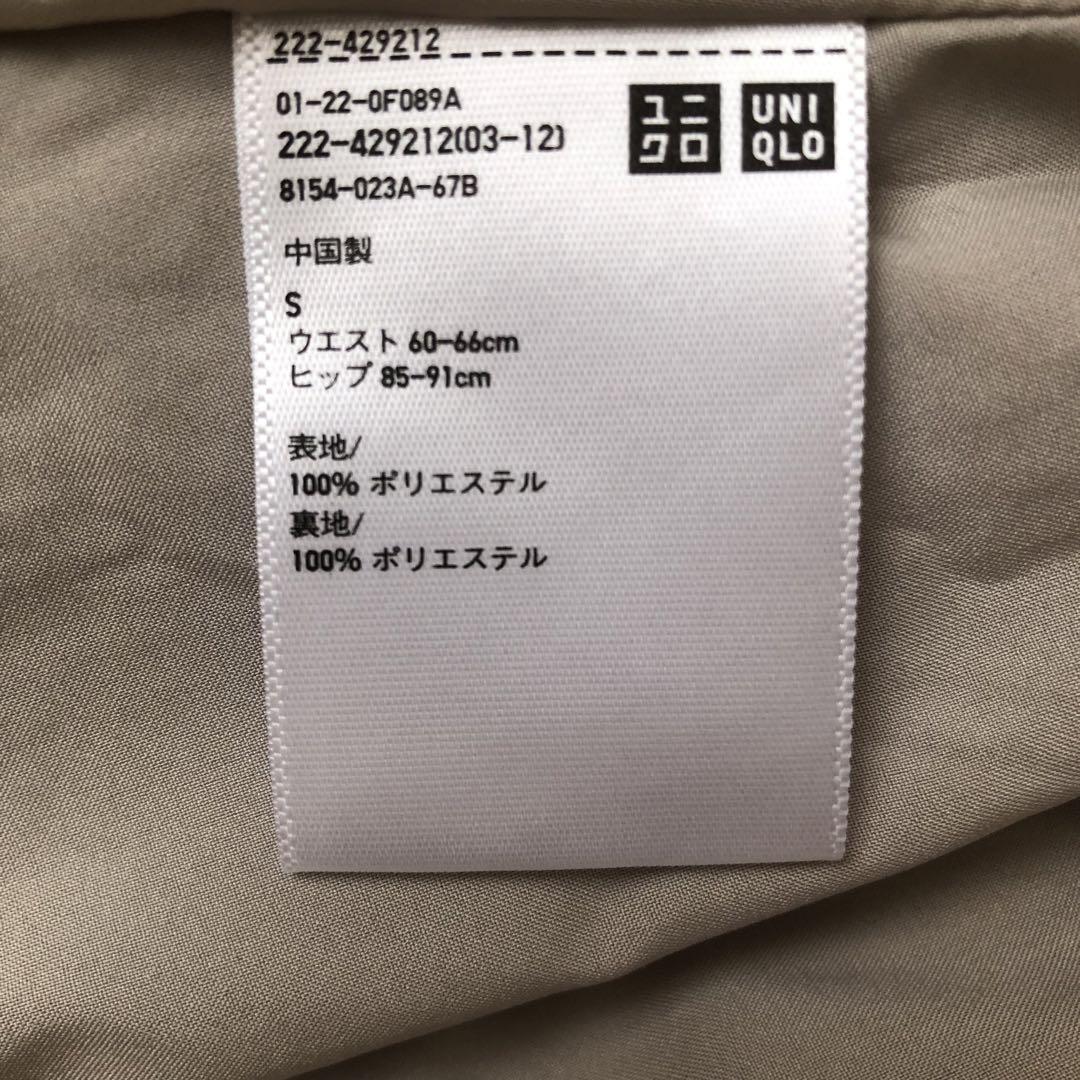 222-429212
01-22-0F089A
222-429212(03-12)
8154-023A-67B
ユニ
クロ
UNI
QLO
中国製
S
ウエスト 60-66cm
ヒップ 85-91cm
表地/
100% ポリエステル
裏地/
100% ポリエステル